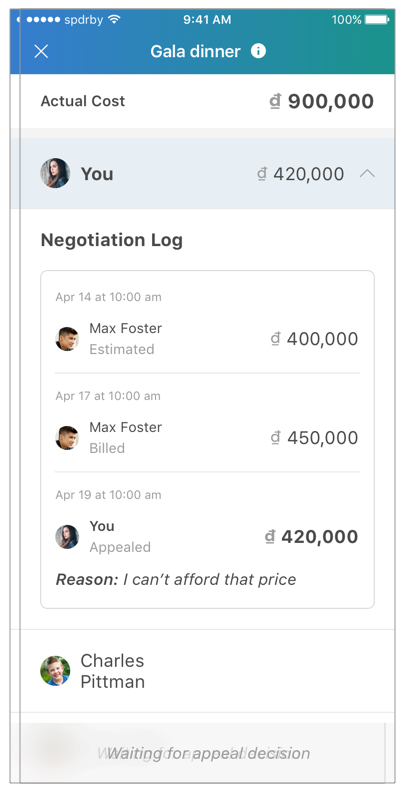 spdrby 9:41 AM 100%
Gala dinner
Actual Cost ₫ 900,000
You ₫ 420,000
Negotiation Log
Apr 14 at 10:00 am
Max Foster
Estimated
₫ 400,000
Apr 17 at 10:00 am
Max Foster
Billed
₫ 450,000
Apr 19 at 10:00 am
You
Appealed
₫ 420,000
Reason: I can’t afford that price
Charles
Pittman
Waiting for appeal decision